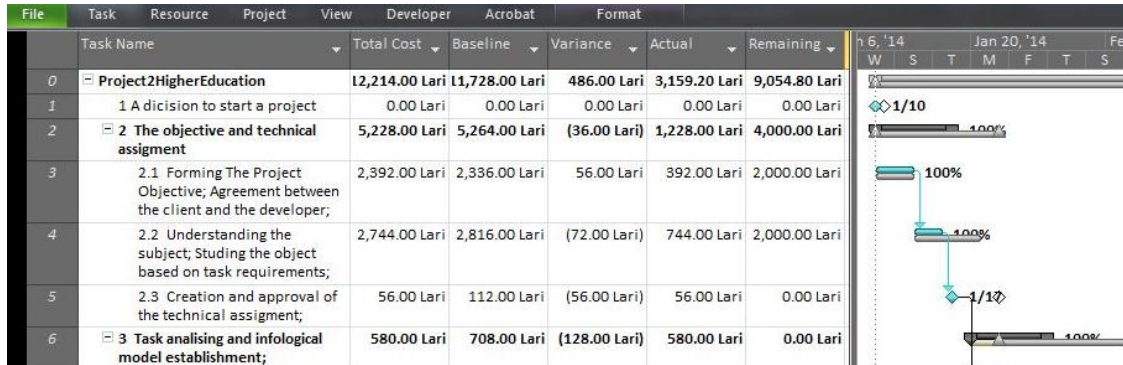 File Task Resource Project View Developer Acrobat Format
Task Name Total Cost Baseline Variance Actual Remaining n 6, '14 Jan 20, '14 Fe
W S T M F T S
0 Project2HigherEducation 12,214.00 Lari 11,728.00 Lari 486.00 Lari 3,159.20 Lari 9,054.80 Lari
1 1 A dicision to start a project 0.00 Lari 0.00 Lari 0.00 Lari 0.00 Lari 0.00 Lari 1/10
2 2 The objective and technical 5,228.00 Lari 5,264.00 Lari (36.00 Lari) 1,228.00 Lari 4,000.00 Lari 100%
assigment
3 2.1 Forming The Project 2,392.00 Lari 2,336.00 Lari 56.00 Lari 392.00 Lari 2,000.00 Lari 100%
Objective; Agreement between
the client and the developer;
4 2.2 Understanding the 2,744.00 Lari 2,816.00 Lari (72.00 Lari) 744.00 Lari 2,000.00 Lari 100%
subject; Studing the object
based on task requirements;
5 2.3 Creation and approval of 56.00 Lari 112.00 Lari (56.00 Lari) 56.00 Lari 0.00 Lari 1/17
the technical assigment;
6 3 Task analising and infological 580.00 Lari 708.00 Lari (128.00 Lari) 580.00 Lari 0.00 Lari 100%
model establishment;